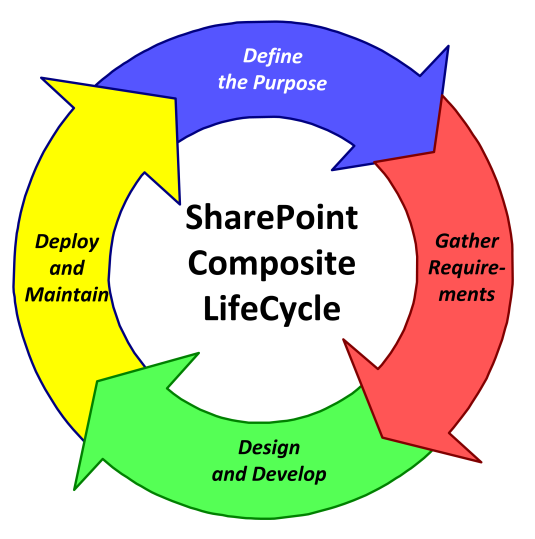 Define
the Purpose
Gather
Require-
ments
Design
and Develop
Deploy
and
Maintain
SharePoint
Composite
LifeCycle